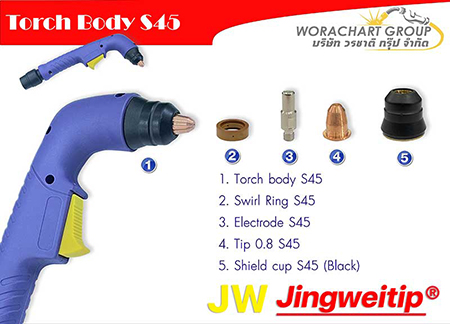 Torch Body S45
WORACHART GROUP
บริษัท วรชาติ กรุ๊ป จำกัด
1 2 3 4 5
1. Torch body S45
2. Swirl Ring S45
3. Electrode S45
4. Tip 0.8 S45
5. Shield cup S45 (Black)
JW Jingweitip®